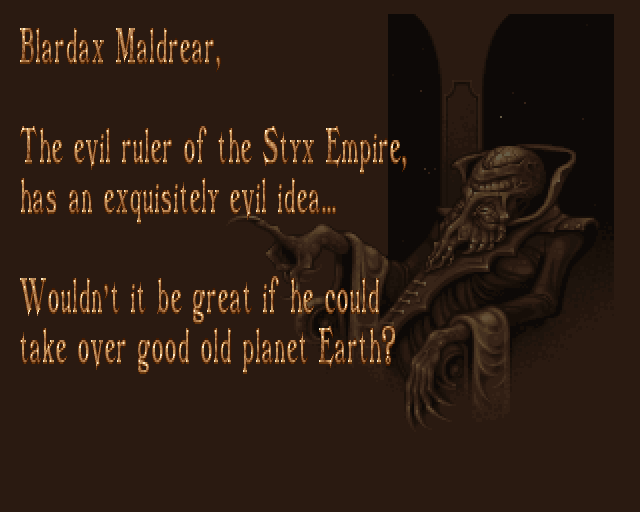 Blardax Maldrear,
The evil ruler of the Styx Empire,
has an exquisitely evil idea...
Wouldn't it be great if he could
take over good old planet Earth?